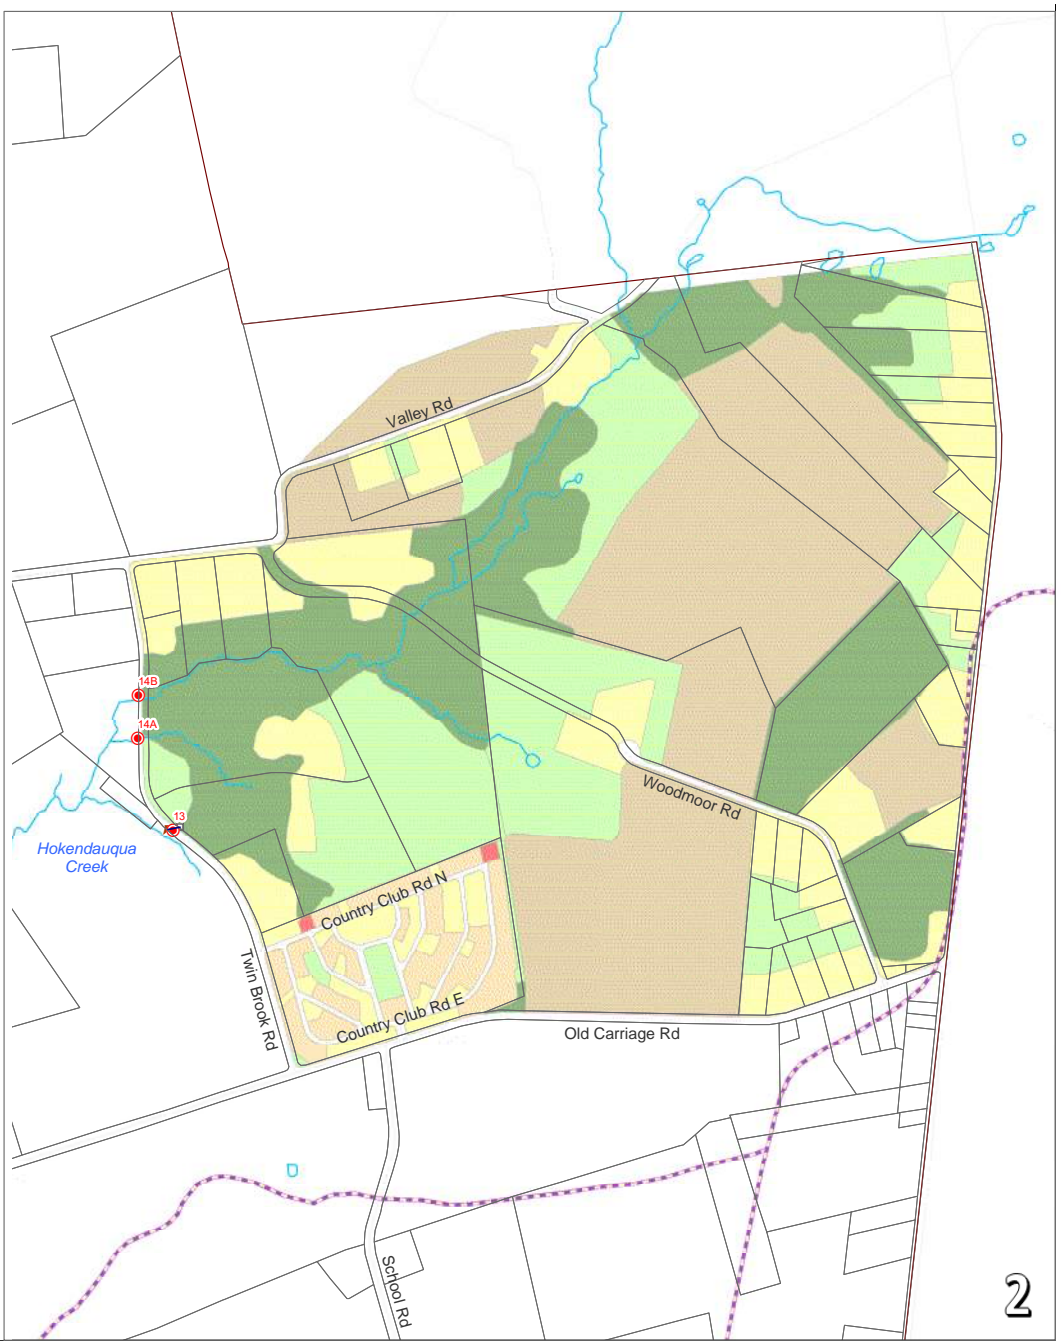 Valley Rd
14B
14A
13
Hokendauqua
Creek
Woodmoor Rd
Country Club Rd N
Twin Brook Rd
Country Club Rd E
Old Carriage Rd
School Rd
2